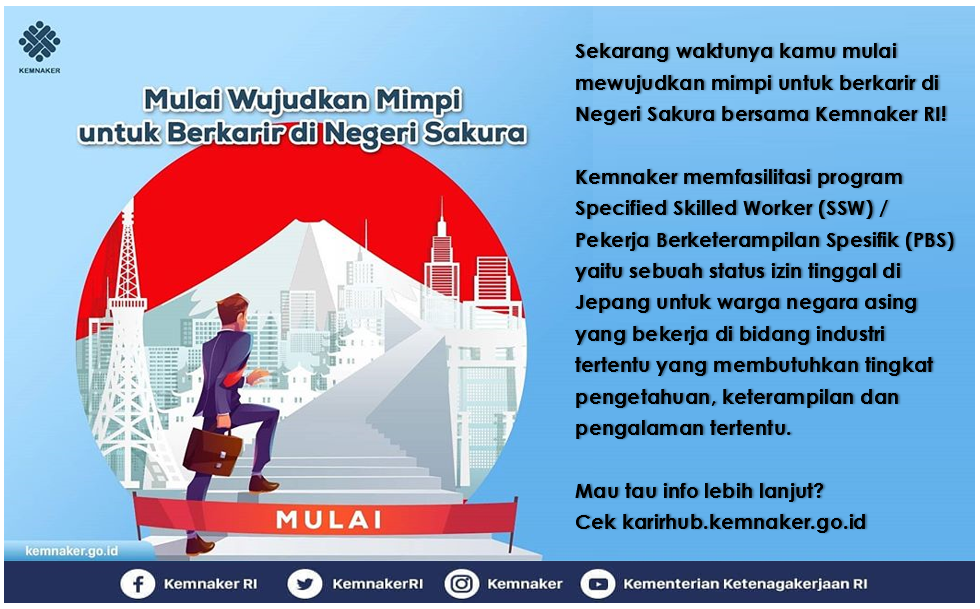 KEMNAKER
Mulai Wujudkan Mimpi
untuk Berkarir di Negeri Sakura
MULAI
kemnaker.go.id
Sekarang waktunya kamu mulai
mewujudkan mimpi untuk berkarir di
Negeri Sakura bersama Kemnaker RI!
Kemnaker memfasilitasi program
Specified Skilled Worker (SSW) /
Pekerja Berketerampilan Spesifik (PBS)
yaitu sebuah status izin tinggal di
Jepang untuk warga negara asing
yang bekerja di bidang industri
tertentu yang membutuhkan tingkat
pengetahuan, keterampilan dan
pengalaman tertentu.
Mau tau info lebih lanjut?
Cek karirhub.kemnaker.go.id
Kemnaker RI
KemnakerRI
Kemnaker
Kementerian Ketenagakerjaan RI